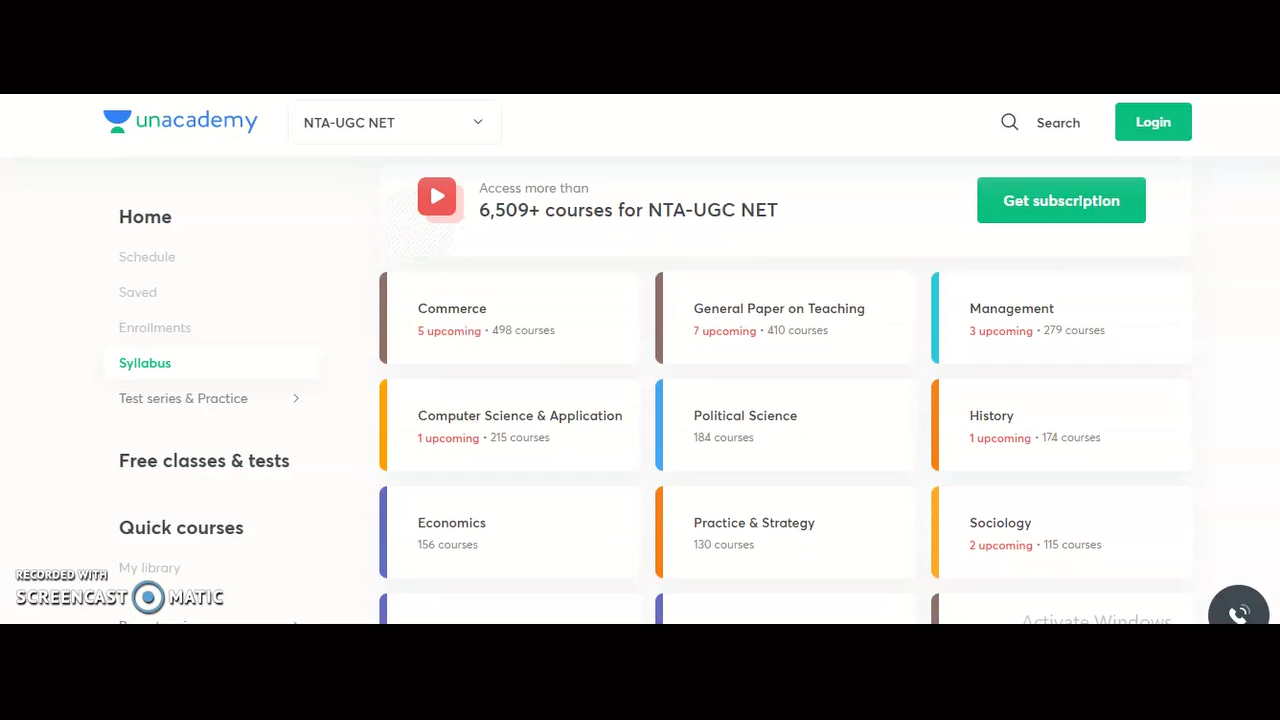 unacademy
NTA-UGC NET
Search
Login
Access more than
6,509+ courses for NTA-UGC NET
Get subscription
Home
Schedule
Saved
Enrollments
Syllabus
Test series & Practice
Free classes & tests
Quick courses
My library
Commerce
5 upcoming • 498 courses
General Paper on Teaching
7 upcoming • 410 courses
Management
3 upcoming • 279 courses
Computer Science & Application
1 upcoming • 215 courses
Political Science
184 courses
History
1 upcoming • 174 courses
Economics
156 courses
Practice & Strategy
130 courses
Sociology
2 upcoming • 115 courses
RECORDED WITH
SCREENCAST MATIC
Activate Windows